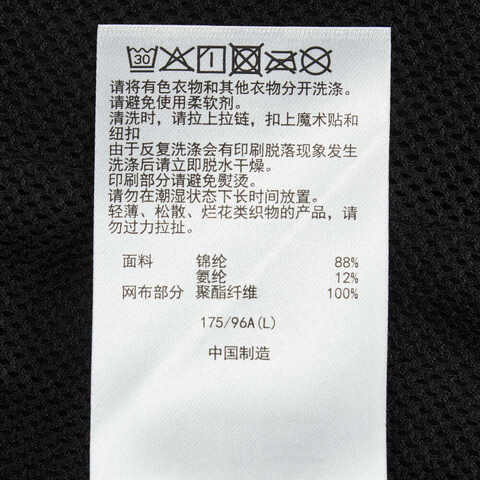 30
请将有色衣物和其他衣物分开洗涤。
请避免使用柔软剂。
清洗时，请拉上拉链，扣上魔术贴和
纽扣
由于反复洗涤会有印刷脱落现象发生
洗涤后请立即脱水干燥。
印刷部分请避免熨烫。
请勿在潮湿状态下长时间放置。
轻薄、松散、烂花类织物的产品，请
勿过力拉扯。
面料 锦纶 88%
氨纶 12%
网布部分 聚酯纤维 100%
175/96A(L)
中国制造